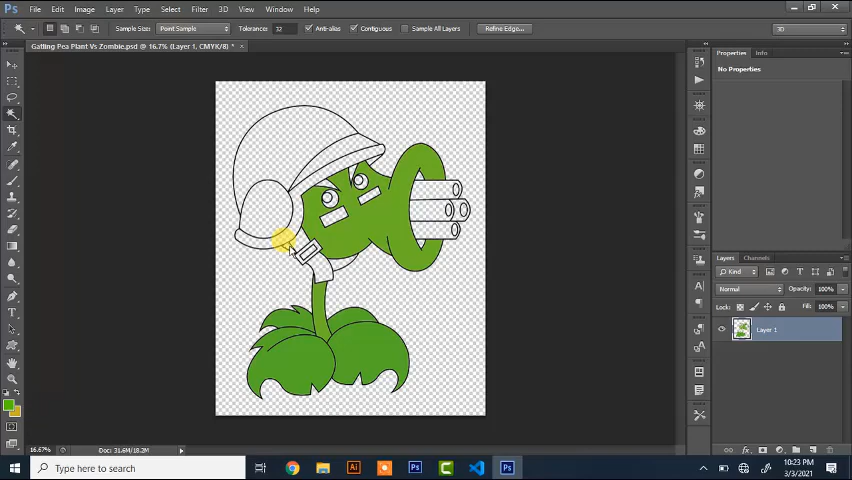 Ps File Edit Image Layer Type Select Filter 3D View Window Help
Sample Size: Point Sample Tolerance: 32 Anti-alias Contiguous Sample All Layers Refine Edge... 3D
Gatling Pea Plant Vs Zombie.psd @ 16.7% (Layer 1, CMYK/8) * ×
Properties Info
No Properties
Layers Channels
Kind
Normal Opacity: 100%
Lock: Fill: 100%
Layer 1
16.67% Doc: 31.6M/18.2M
Type here to search
10:23 PM
3/3/2021